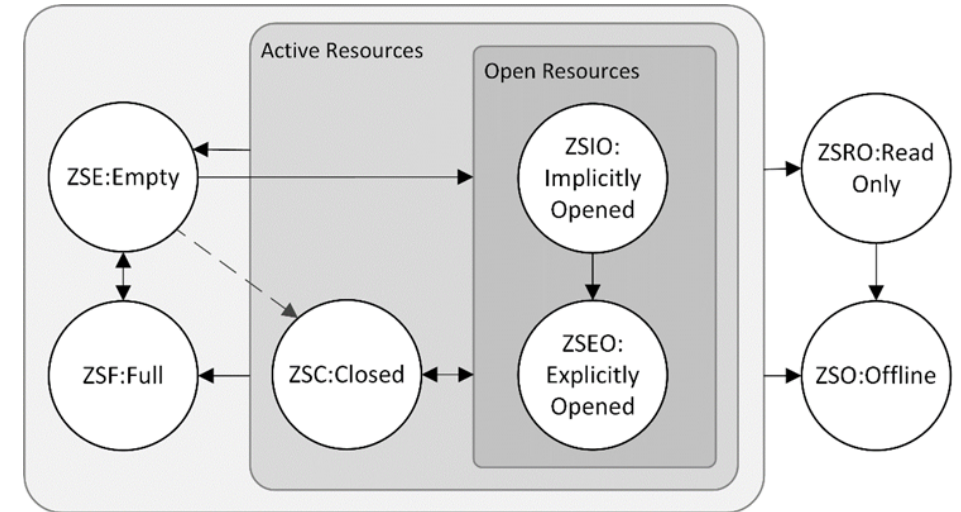 Active Resources
Open Resources
ZSE:Empty
ZSIO:
Implicitly
Opened
ZSRO:Read
Only
ZSF:Full
ZSC:Closed
ZSEO:
Explicitly
Opened
ZSO:Offline